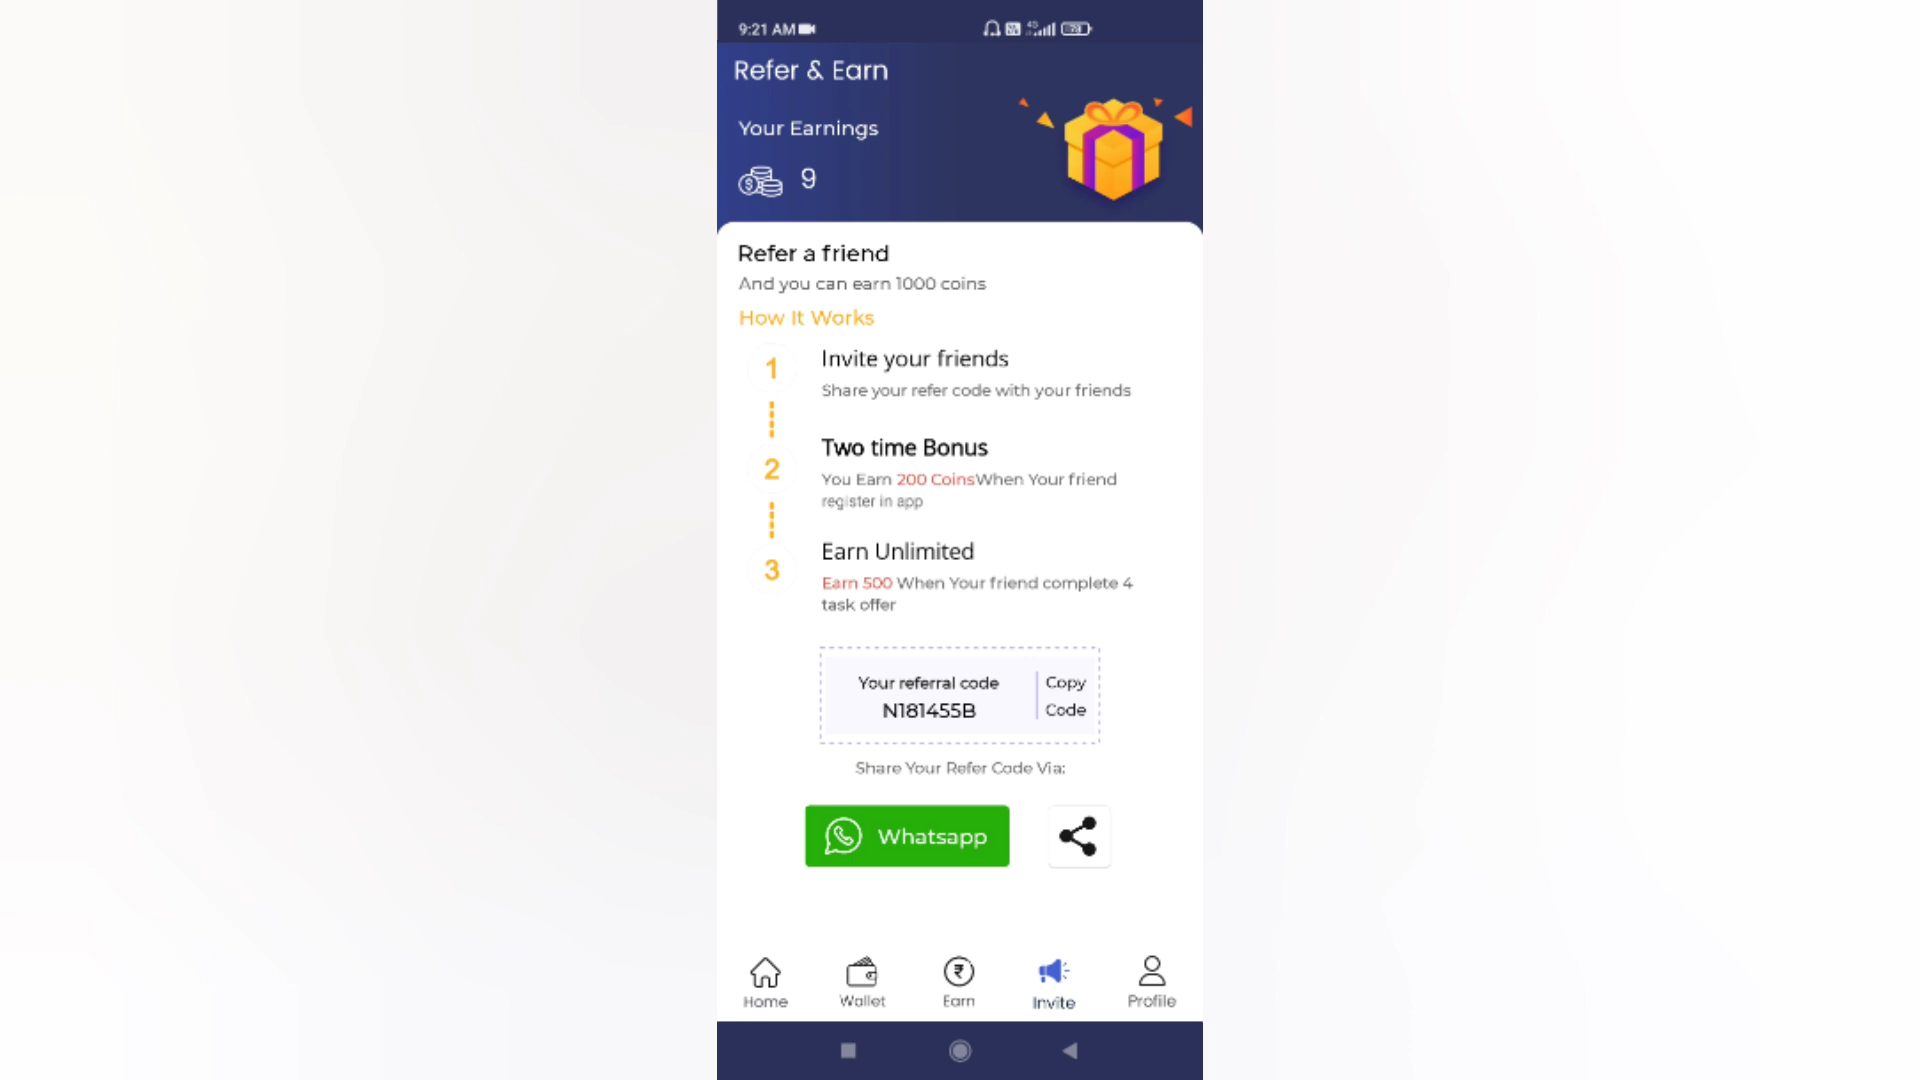 9:21 AM
Refer & Earn
Your Earnings
9
Refer a friend
And you can earn 1000 coins
How It Works
1
Invite your friends
Share your refer code with your friends
Two time Bonus
2
You Earn 200 CoinsWhen Your friend
register in app
Earn Unlimited
3
Earn 500 When Your friend complete 4
task offer
Your referral code
N181455B
Copy
Code
Share Your Refer Code Via:
Whatsapp
Home Wallet Earn Invite Profile